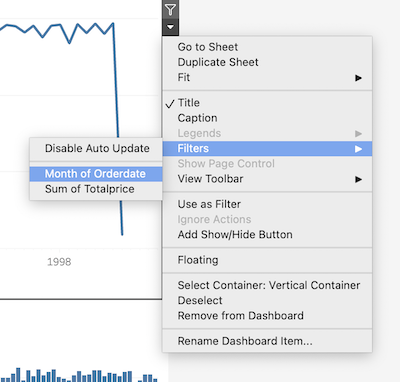 Go to Sheet
Duplicate Sheet
Fit
Title
Caption
Legends
Filters
Show Page Control
View Toolbar
Use as Filter
Ignore Actions
Add Show/Hide Button
Floating
Select Container: Vertical Container
Deselect
Remove from Dashboard
Rename Dashboard Item...
Disable Auto Update
Month of Orderdate
Sum of Totalprice
1998